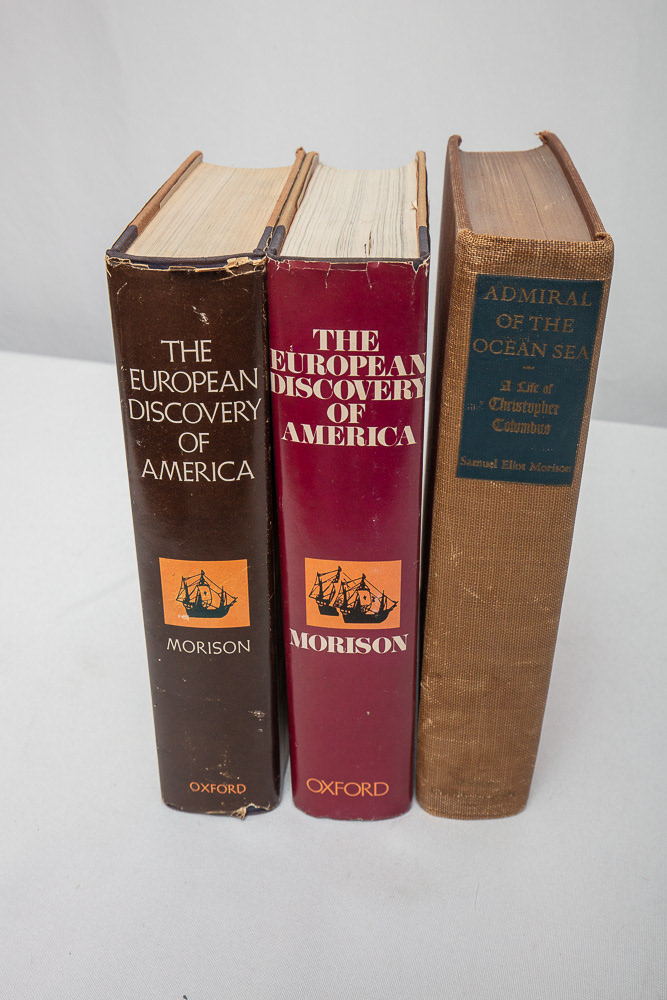 THE
EUROPEAN
DISCOVERY
OF
AMERICA
MORISON
OXFORD
THE
EUROPEAN
DISCOVERY
OF
AMERICA
MORISON
OXFORD
ADMIRAL
OF THE
OCEAN SEA
A Life of
Christopher
Columbus
Samuel Eliot Morison